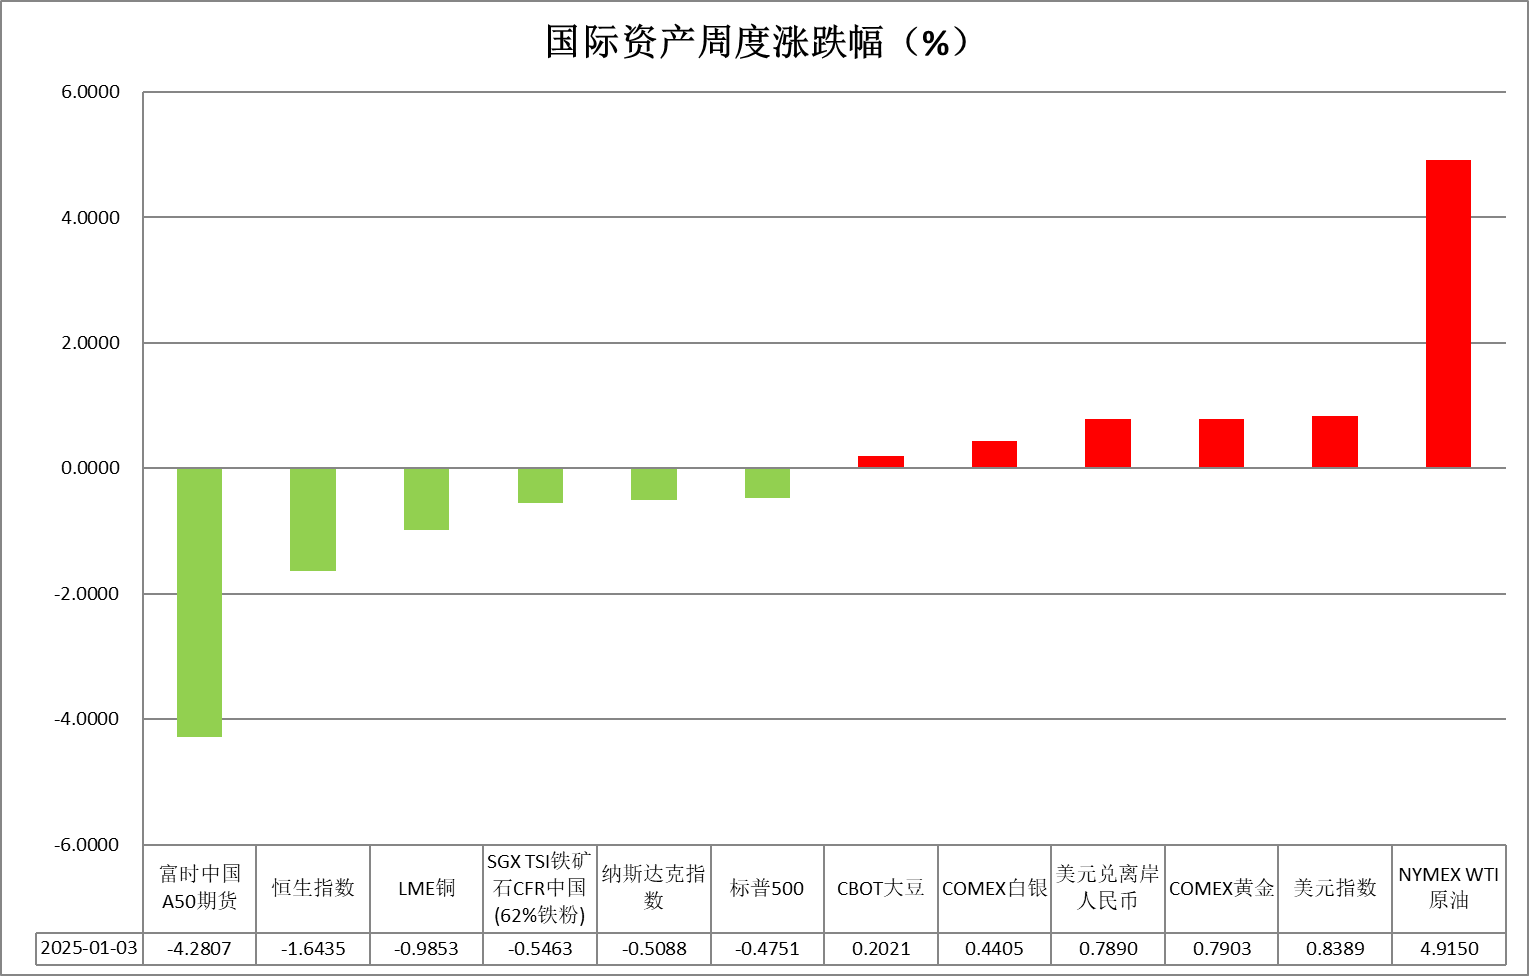 国际资产周度涨跌幅（%）
6.0000
4.0000
2.0000
0.0000
-2.0000
-4.0000
-6.0000
富时中国
A50期货
恒生指数
LME铜
SGX TSI铁矿
石CFR中国
(62%铁粉)
纳斯达克指
数
标普500
CBOT大豆
COMEX白银
美元兑离岸
人民币
COMEX黄金
美元指数
NYMEX WTI
原油
2025-01-03 -4.2807 -1.6435 -0.9853 -0.5463 -0.5088 -0.4751 0.2021 0.4405 0.7890 0.7903 0.8389 4.9150